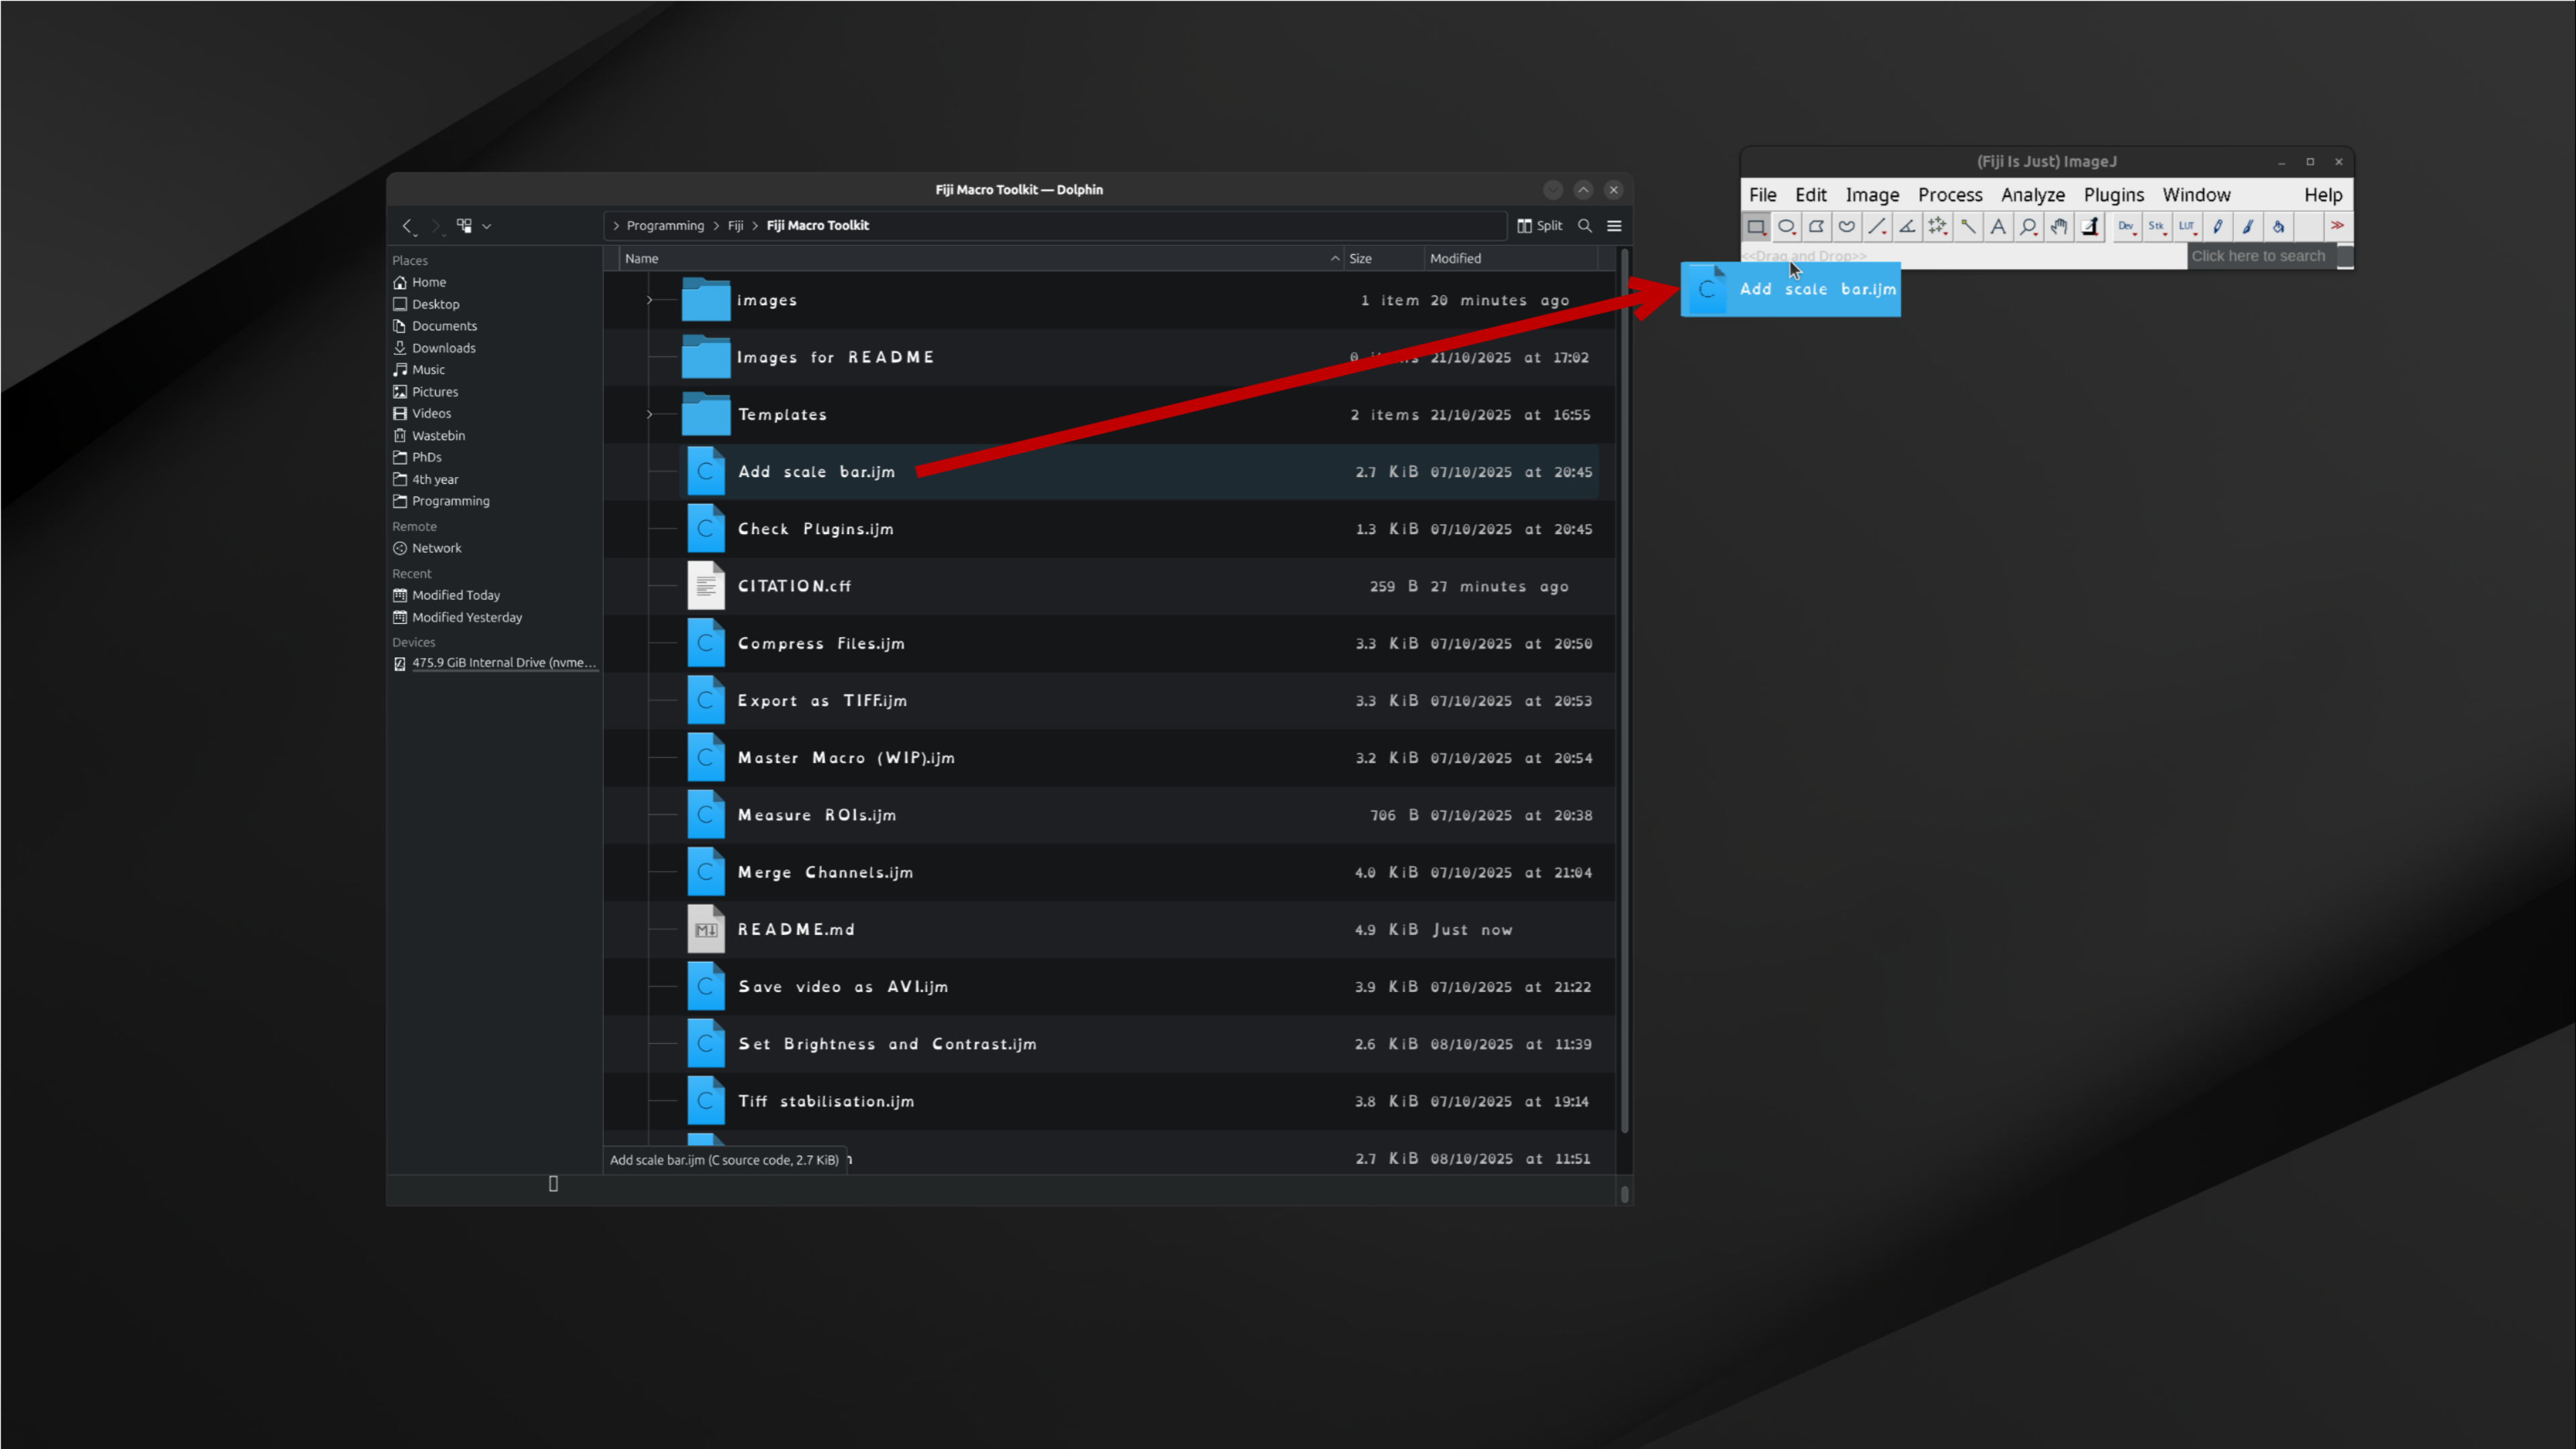 Fiji Macro Toolkit — Dolphin
Programming > Fiji > Fiji Macro Toolkit
Split
Places
Home
Desktop
Documents
Downloads
Music
Pictures
Videos
Wastebin
PhDs
4th year
Programming
Remote
Network
Recent
Modified Today
Modified Yesterday
Devices
475.9 GiB Internal Drive (nvme...
Name Size Modified
images 1 item 20 minutes ago
Images for README 21/10/2025 at 17:02
Templates 2 items 21/10/2025 at 16:55
Add scale bar.ijm 2.7 KiB 07/10/2025 at 20:45
Check Plugins.ijm 1.3 KiB 07/10/2025 at 20:45
CITATION.cff 259 B 27 minutes ago
Compress Files.ijm 3.3 KiB 07/10/2025 at 20:50
Export as TIFF.ijm 3.3 KiB 07/10/2025 at 20:53
Master Macro (WIP).ijm 3.2 KiB 07/10/2025 at 20:54
Measure ROIs.ijm 706 B 07/10/2025 at 20:38
Merge Channels.ijm 4.0 KiB 07/10/2025 at 21:04
README.md 4.9 KiB Just now
Save video as AVI.ijm 3.9 KiB 07/10/2025 at 21:22
Set Brightness and Contrast.ijm 2.6 KiB 08/10/2025 at 11:39
Tiff stabilisation.ijm 3.8 KiB 07/10/2025 at 19:14
2.7 KiB 08/10/2025 at 11:51
Add scale bar.ijm (C source code, 2.7 KiB)
(Fiji Is Just) ImageJ
File Edit Image Process Analyze Plugins Window Help
A Dev Stk LUT >>
<<Drag and Drop>> Click here to search
Add scale bar.ijm